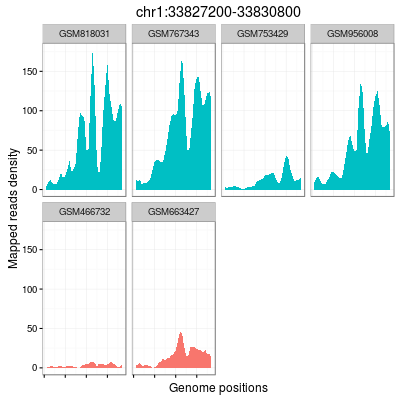 chr1:33827200-33830800
GSM818031 GSM767343 GSM753429 GSM956008
150
100
50
0
GSM466732 GSM663427
150
100
50
0
Mapped reads density
Genome positions